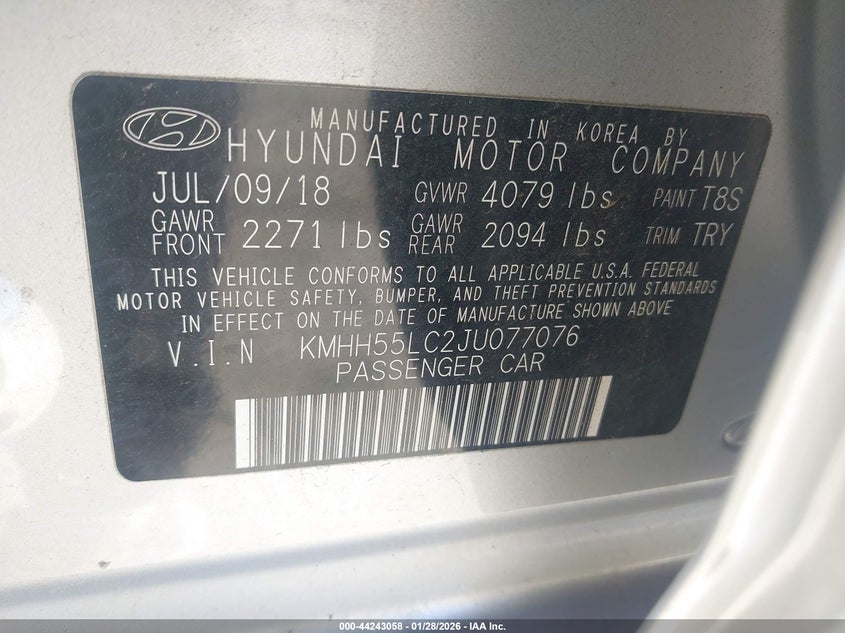 MANUFACTURED IN KOREA BY
HYUNDAI MOTOR COMPANY
JUL/09/18 GVWR 4079 lbs PAINT T8S
GAWR FRONT 2271 lbs GAWR REAR 2094 lbs TRIM TRY
THIS VEHICLE CONFORMS TO ALL APPLICABLE U.S.A. FEDERAL
MOTOR VEHICLE SAFETY, BUMPER, AND THEFT PREVENTION STANDARDS
IN EFFECT ON THE DATE OF MANUFACTURE SHOWN ABOVE
V.I.N KMHH55LC2JU077076
PASSENGER CAR
000-44243058 - 01/28/2026 - IAA Inc.